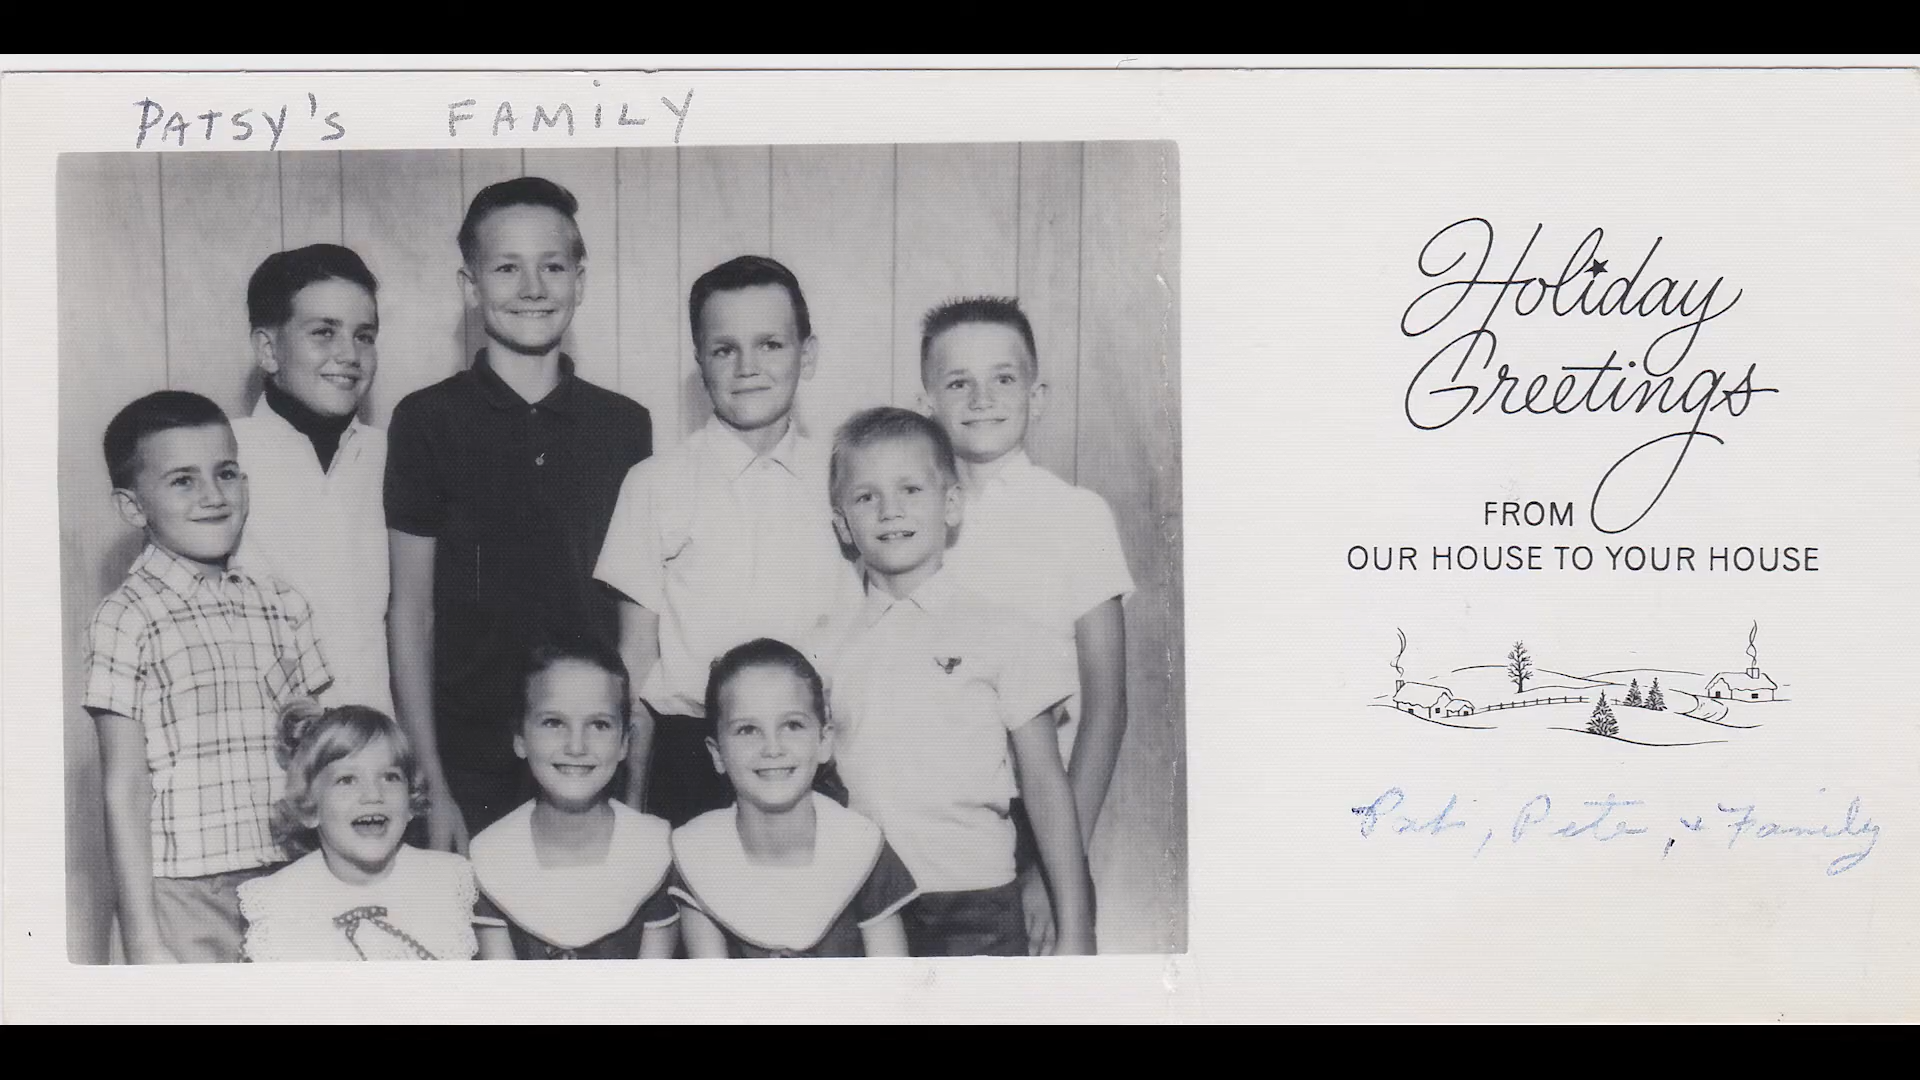 PATSY'S FAMILY
Holiday
Greetings
FROM
OUR HOUSE TO YOUR HOUSE
Pat, Pete, & Family